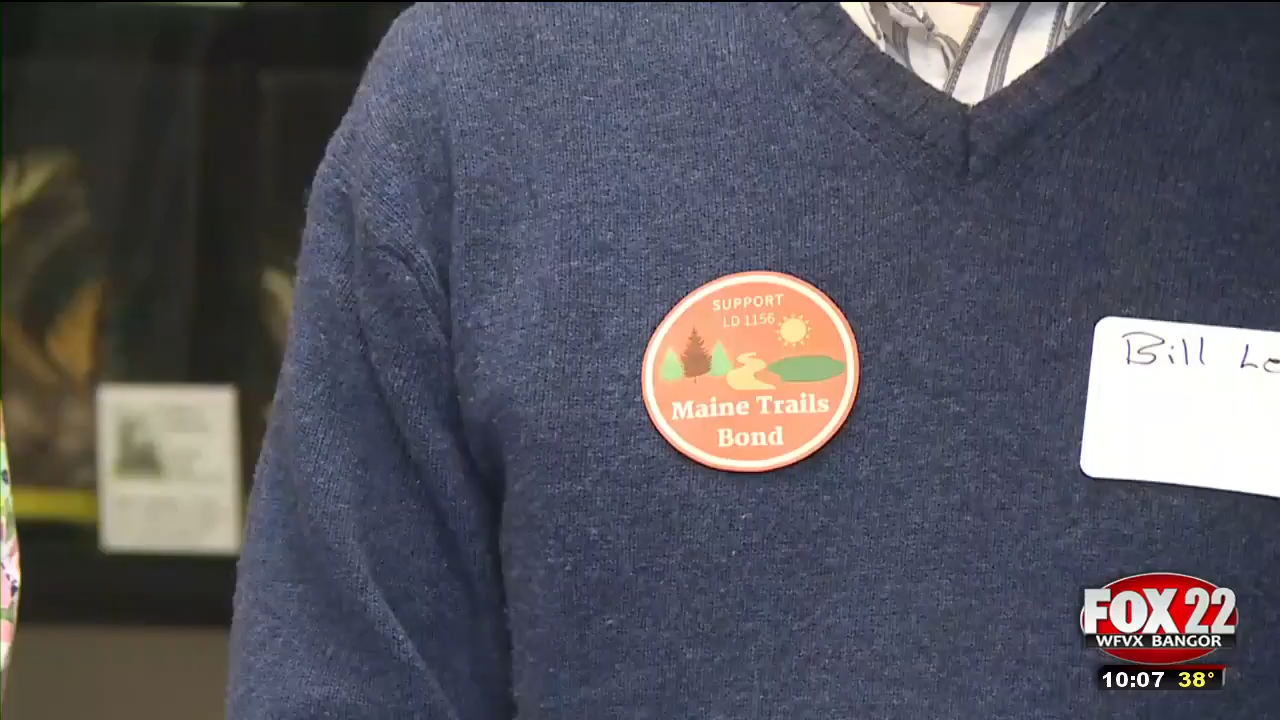 SUPPORT
LD 1156
Maine Trails
Bond
Bill
FOX 22
WFVX BANGOR
10:07 38°